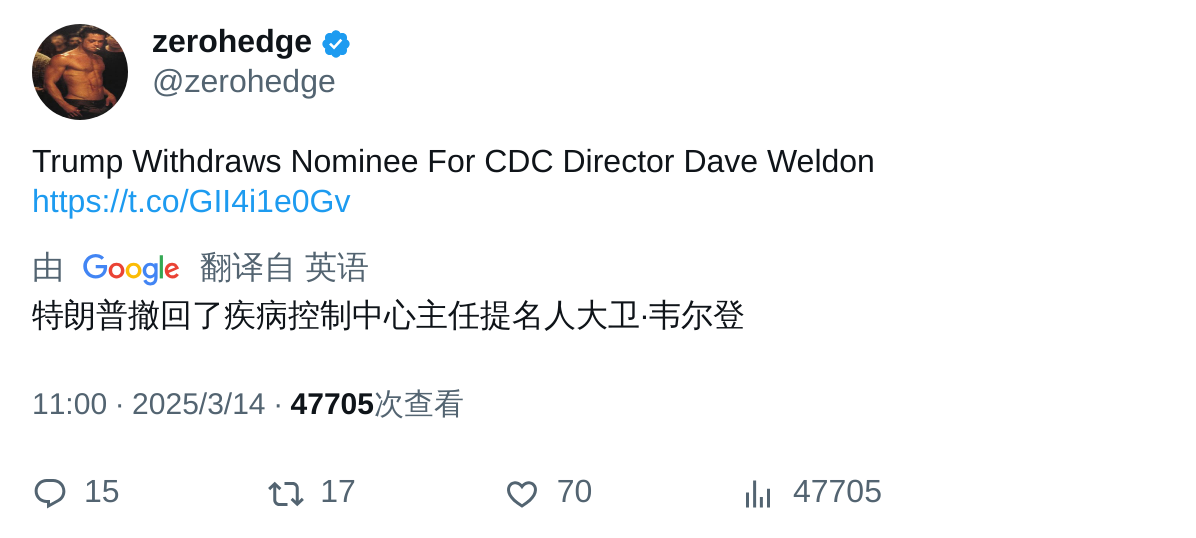 zerohedge
@zerohedge
Trump Withdraws Nominee For CDC Director Dave Weldon
https://t.co/GII4i1e0Gv
由 Google 翻译自 英语
特朗普撤回了疾病控制中心主任提名人大卫·韦尔登
11:00 · 2025/3/14 · 47705次查看
15 17 70 47705